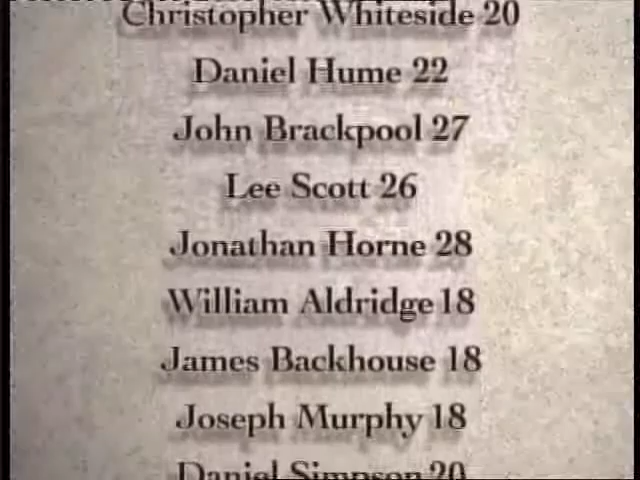 Christopher Whiteside 20
Daniel Hume 22
John Brackpool 27
Lee Scott 26
Jonathan Horne 28
William Aldridge 18
James Backhouse 18
Joseph Murphy 18
Daniel Simpson 20